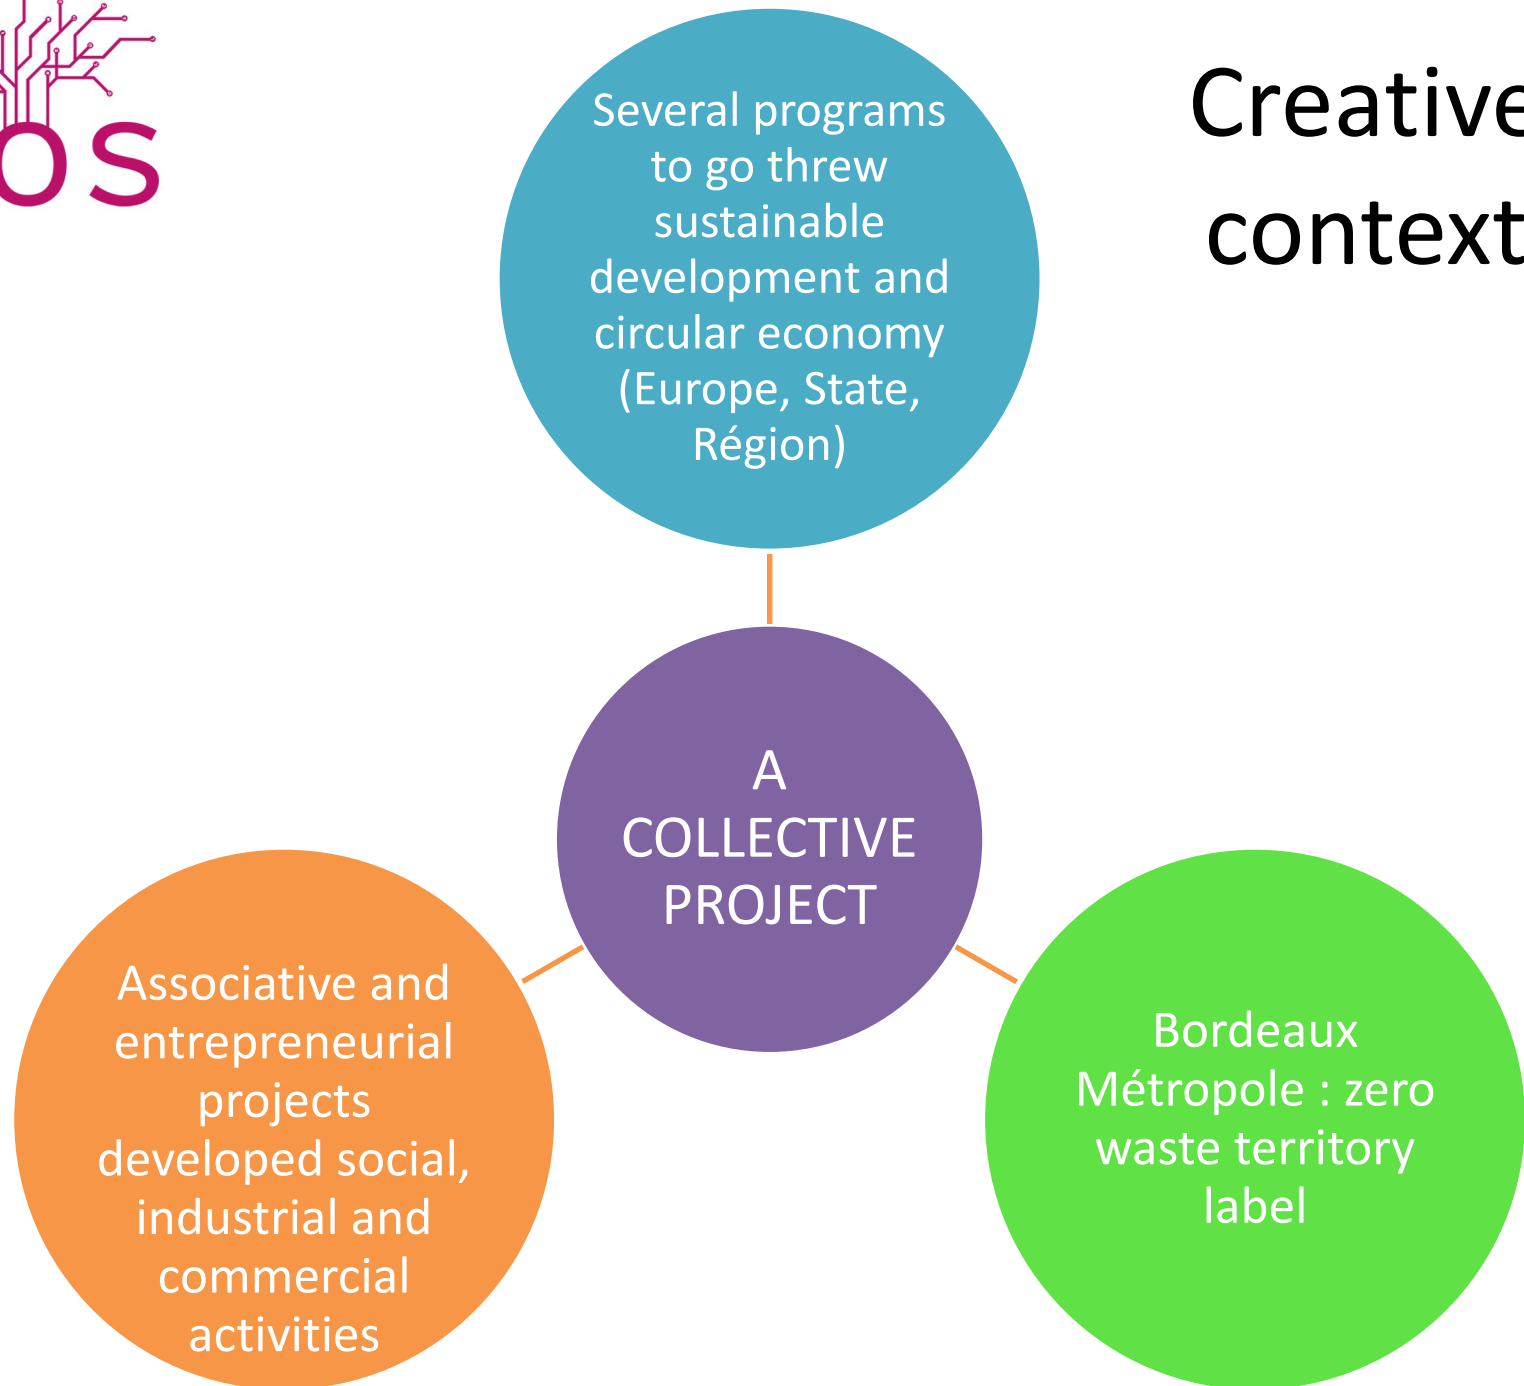 os
Creative
context
Several programs
to go threw
sustainable
development and
circular economy
(Europe, State,
Région)
A
COLLECTIVE
PROJECT
Associative and
entrepreneurial
projects
developed social,
industrial and
commercial
activities
Bordeaux
Métropole : zero
waste territory
label